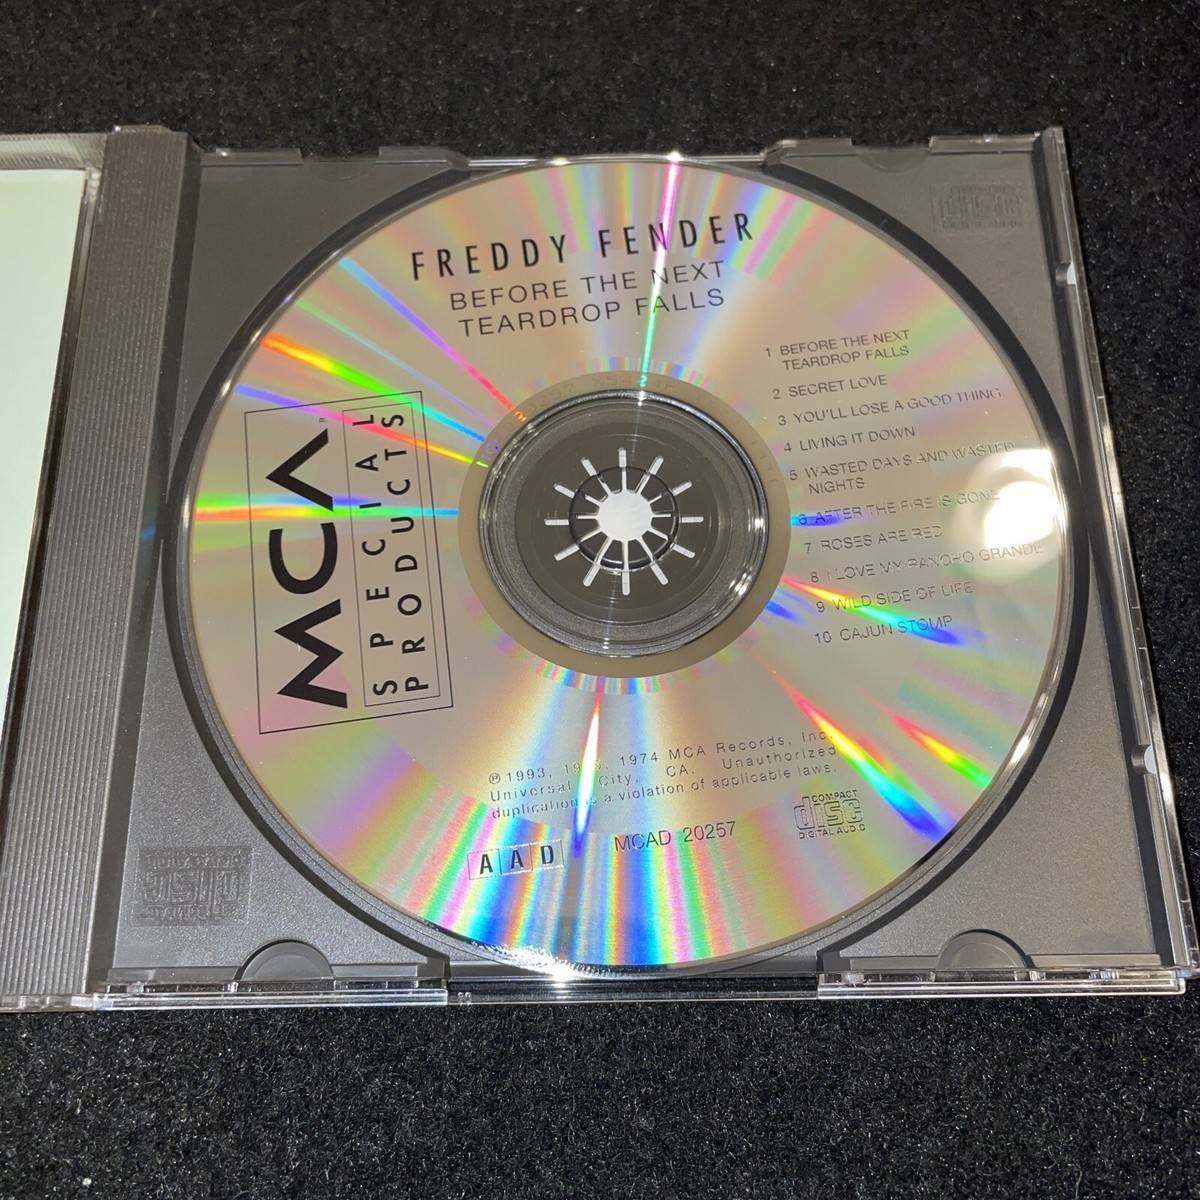 FREDDY FENDER
BEFORE THE NEXT
TEARDROP FALLS
1 BEFORE THE NEXT
TEARDROP FALLS
2 SECRET LOVE
3 YOU'LL LOSE A GOOD THING
4 LIVING IT DOWN
5 WASTED DAYS AND WASTED
NIGHTS
6 AFTER THE FIRE IS GONE
7 ROSES ARE RED
8 I LOVE MY RANCHO GRANDE
9 WILD SIDE OF LIFE
10 CAJUN STOMP
MCA
SPECIAL
PRODUCTS
℗ 1993, 1974 MCA Records, Inc.
Universal City, CA. Unauthorized
duplication is a violation of applicable laws.
AAD
MCAD 20257
COMPACT
disc
DIGITAL AUDIO